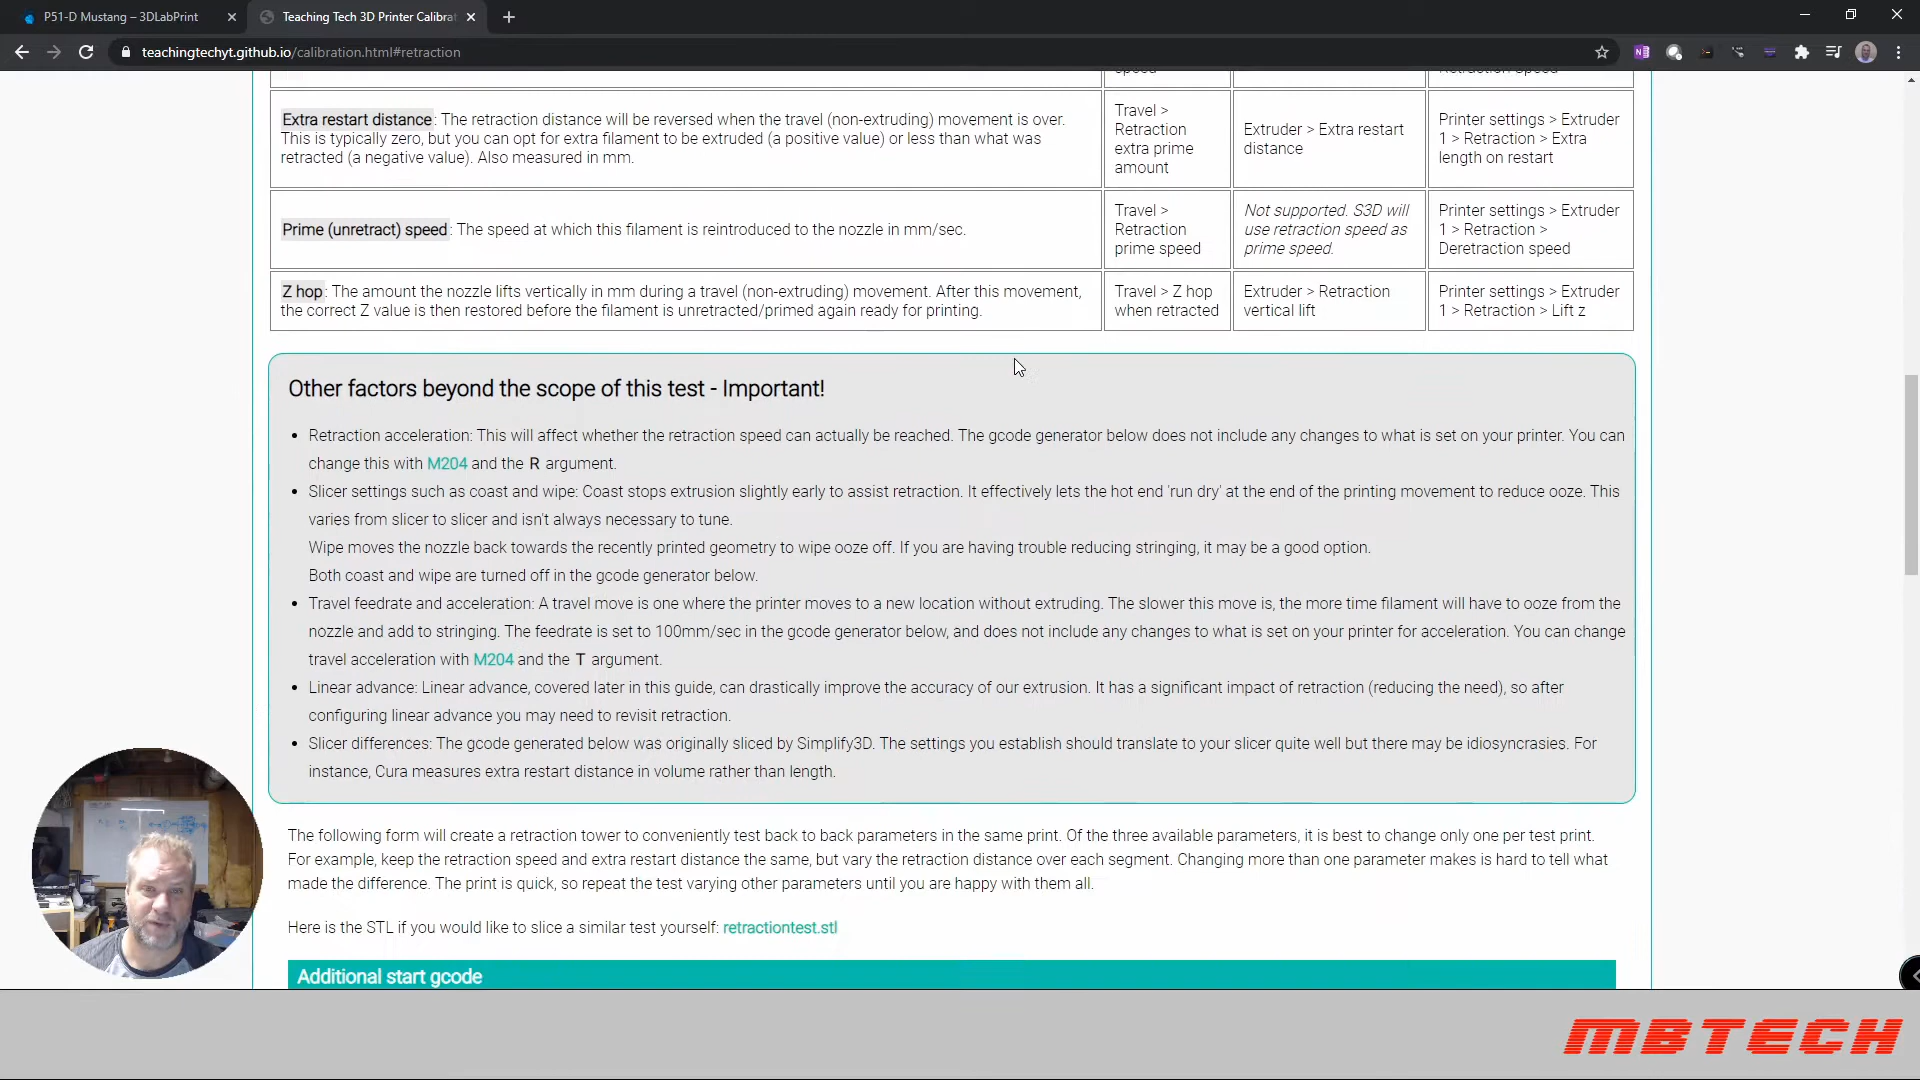 P51-D Mustang – 3DLabPrint
Teaching Tech 3D Printer Calibrat
teachingtechyt.github.io/calibration.html#retraction
speed
Retraction Speed
Extra restart distance: The retraction distance will be reversed when the travel (non-extruding) movement is over.
This is typically zero, but you can opt for extra filament to be extruded (a positive value) or less than what was
retracted (a negative value). Also measured in mm.
Travel >
Retraction
extra prime
amount
Extruder > Extra restart
distance
Printer settings > Extruder
1 > Retraction > Extra
length on restart
Prime (unretract) speed: The speed at which this filament is reintroduced to the nozzle in mm/sec.
Travel >
Retraction
prime speed
Not supported. S3D will
use retraction speed as
prime speed.
Printer settings > Extruder
1 > Retraction >
Deretraction speed
Z hop: The amount the nozzle lifts vertically in mm during a travel (non-extruding) movement. After this movement,
the correct Z value is then restored before the filament is unretracted/primed again ready for printing.
Travel > Z hop
when retracted
Extruder > Retraction
vertical lift
Printer settings > Extruder
1 > Retraction > Lift z
Other factors beyond the scope of this test - Important!
• Retraction acceleration: This will affect whether the retraction speed can actually be reached. The gcode generator below does not include any changes to what is set on your printer. You can
change this with M204 and the R argument.
• Slicer settings such as coast and wipe: Coast stops extrusion slightly early to assist retraction. It effectively lets the hot end 'run dry' at the end of the printing movement to reduce ooze. This
varies from slicer to slicer and isn't always necessary to tune.
Wipe moves the nozzle back towards the recently printed geometry to wipe ooze off. If you are having trouble reducing stringing, it may be a good option.
Both coast and wipe are turned off in the gcode generator below.
• Travel feedrate and acceleration: A travel move is one where the printer moves to a new location without extruding. The slower this move is, the more time filament will have to ooze from the
nozzle and add to stringing. The feedrate is set to 100mm/sec in the gcode generator below, and does not include any changes to what is set on your printer for acceleration. You can change
travel acceleration with M204 and the T argument.
• Linear advance: Linear advance, covered later in this guide, can drastically improve the accuracy of our extrusion. It has a significant impact of retraction (reducing the need), so after
configuring linear advance you may need to revisit retraction.
• Slicer differences: The gcode generated below was originally sliced by Simplify3D. The settings you establish should translate to your slicer quite well but there may be idiosyncrasies. For
instance, Cura measures extra restart distance in volume rather than length.
The following form will create a retraction tower to conveniently test back to back parameters in the same print. Of the three available parameters, it is best to change only one per test print.
For example, keep the retraction speed and extra restart distance the same, but vary the retraction distance over each segment. Changing more than one parameter makes is hard to tell what
made the difference. The print is quick, so repeat the test varying other parameters until you are happy with them all.
Here is the STL if you would like to slice a similar test yourself: retractiontest.stl
Additional start gcode
MBTECH